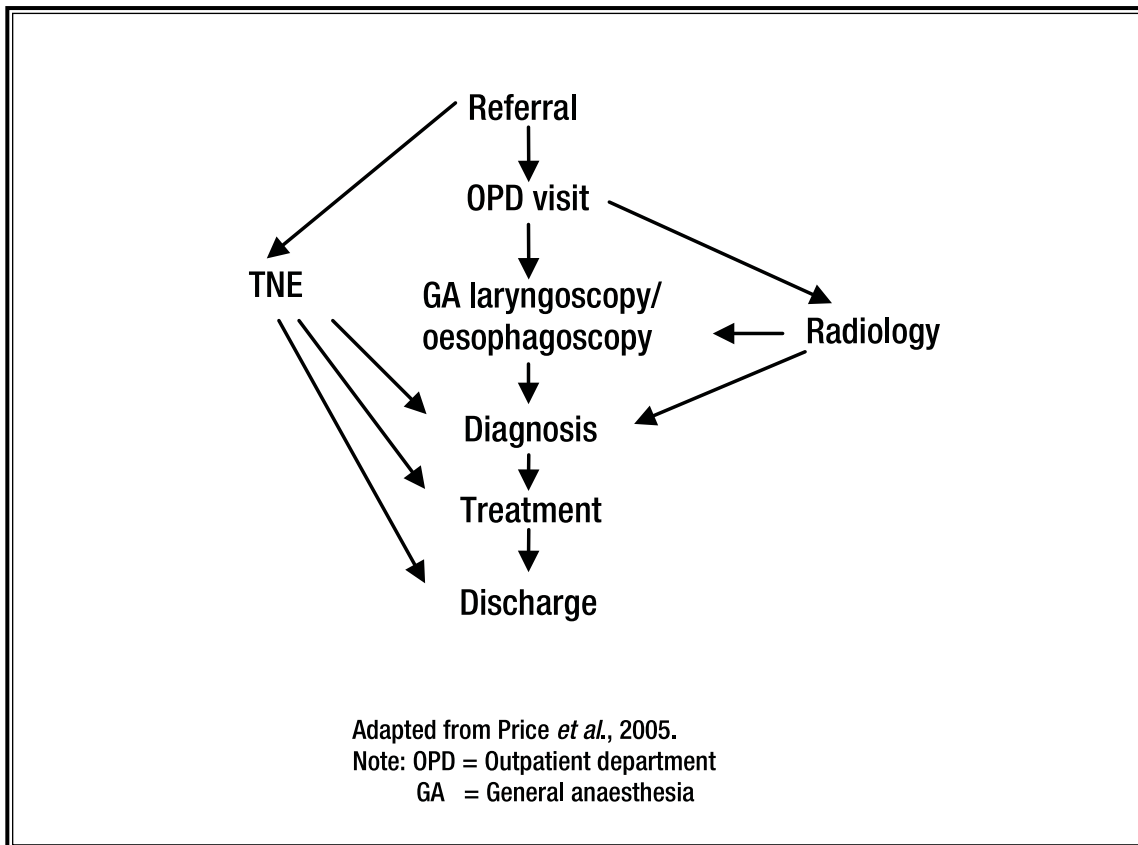 Referral
OPD visit
TNE
GA laryngoscopy/
oesophagoscopy
Radiology
Diagnosis
Treatment
Discharge
Adapted from Price et al., 2005.
Note: OPD = Outpatient department
GA = General anaesthesia